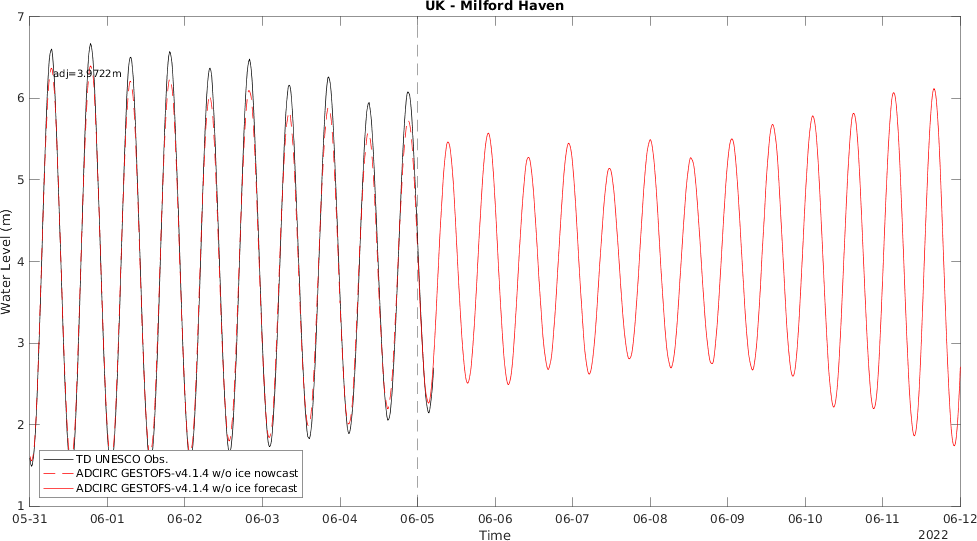 UK - Milford Haven
7
adj=3.9722m
6
5
4
3
2
1
Water Level (m)
TD UNESCO Obs.
ADCIRC GESTOFS-v4.1.4 w/o ice nowcast
ADCIRC GESTOFS-v4.1.4 w/o ice forecast
05-31 06-01 06-02 06-03 06-04 06-05 06-06 06-07 06-08 06-09 06-10 06-11 06-12
Time
2022